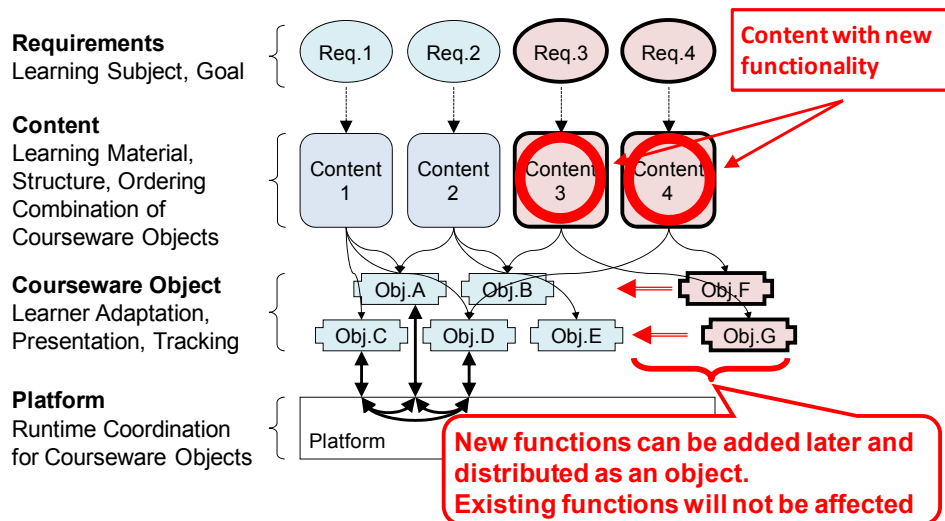 Requirements
Learning Subject, Goal
Req.1
Req.2
Req.3
Req.4
Content with new
functionality
Content
Learning Material,
Structure, Ordering
Combination of
Courseware Objects
Content
1
Content
2
Content
3
Content
4
Courseware Object
Learner Adaptation,
Presentation, Tracking
Obj.A
Obj.B
Obj.F
Obj.C
Obj.D
Obj.E
Obj.G
Platform
Runtime Coordination
for Courseware Objects
Platform
New functions can be added later and
distributed as an object.
Existing functions will not be affected